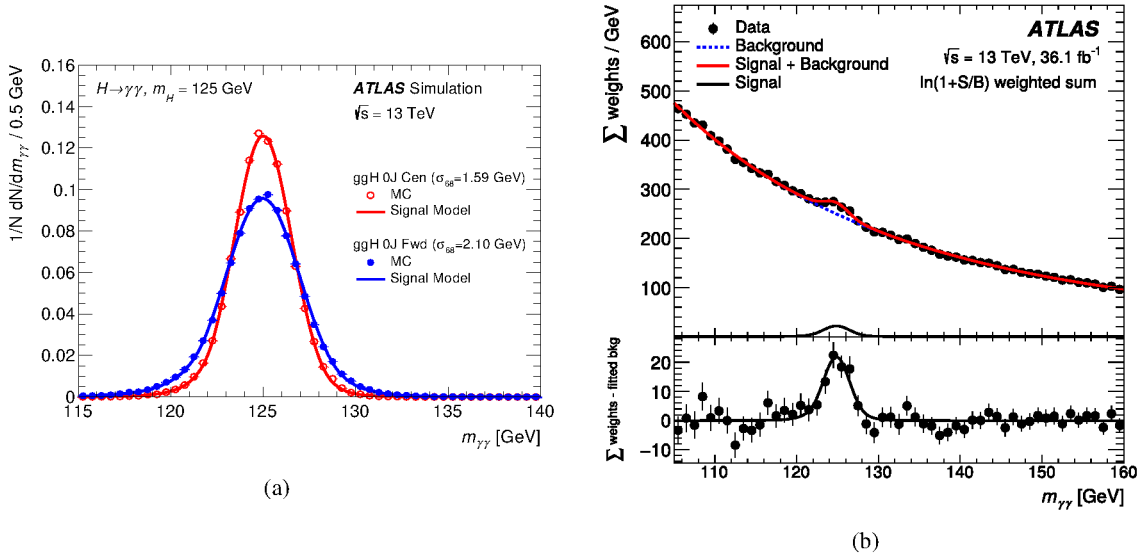 H→γγ, m_H = 125 GeV
ATLAS Simulation
√s = 13 TeV
ggH 0J Cen (σ₆₈=1.59 GeV)
MC
Signal Model
ggH 0J Fwd (σ₆₈=2.10 GeV)
MC
Signal Model
1/N dN/dm_γγ / 0.5 GeV
0.16
0.14
0.12
0.1
0.08
0.06
0.04
0.02
0
115 120 125 130 135 140
m_γγ [GeV]
(a)
Data
Background
Signal + Background
Signal
ATLAS
√s = 13 TeV, 36.1 fb⁻¹
ln(1+S/B) weighted sum
∑ weights / GeV
600
500
400
300
200
100
∑ weights - fitted bkg
20
10
0
−10
110 120 130 140 150 160
m_γγ [GeV]
(b)